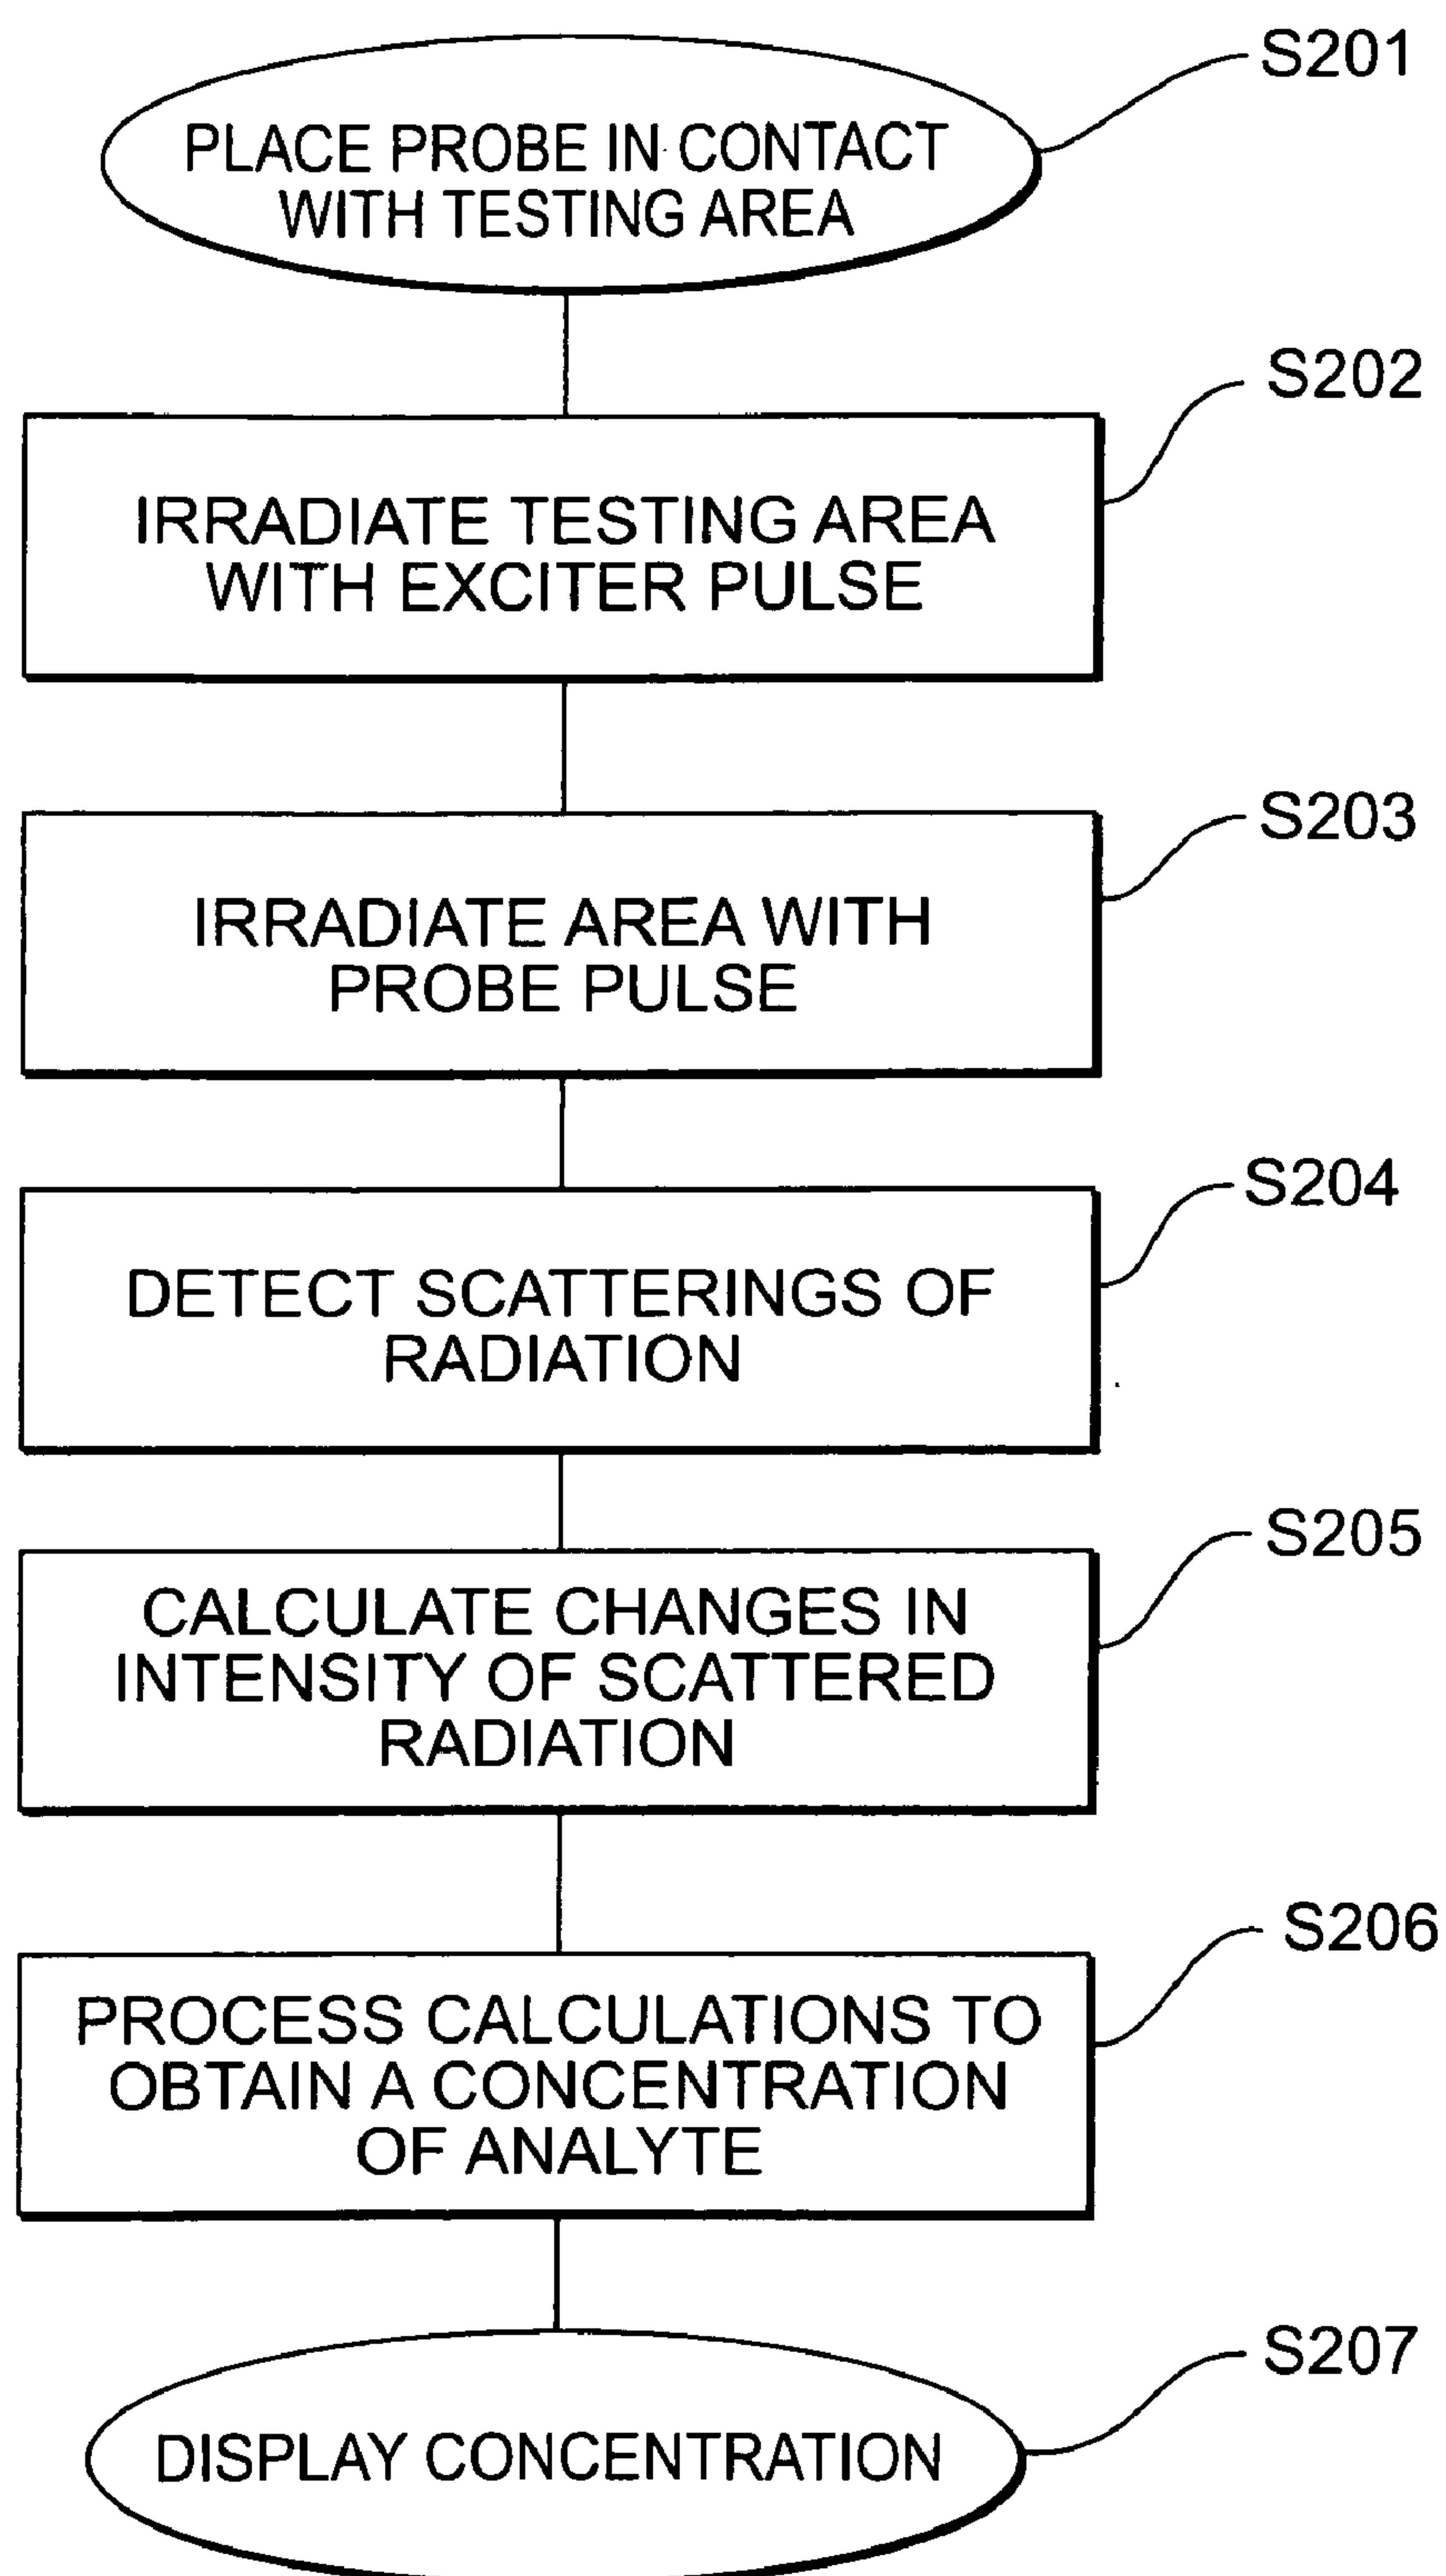 S201
PLACE PROBE IN CONTACT
WITH TESTING AREA
S202
IRRADIATE TESTING AREA
WITH EXCITER PULSE
S203
IRRADIATE AREA WITH
PROBE PULSE
S204
DETECT SCATTERINGS OF
RADIATION
S205
CALCULATE CHANGES IN
INTENSITY OF SCATTERED
RADIATION
S206
PROCESS CALCULATIONS TO
OBTAIN A CONCENTRATION
OF ANALYTE
S207
DISPLAY CONCENTRATION